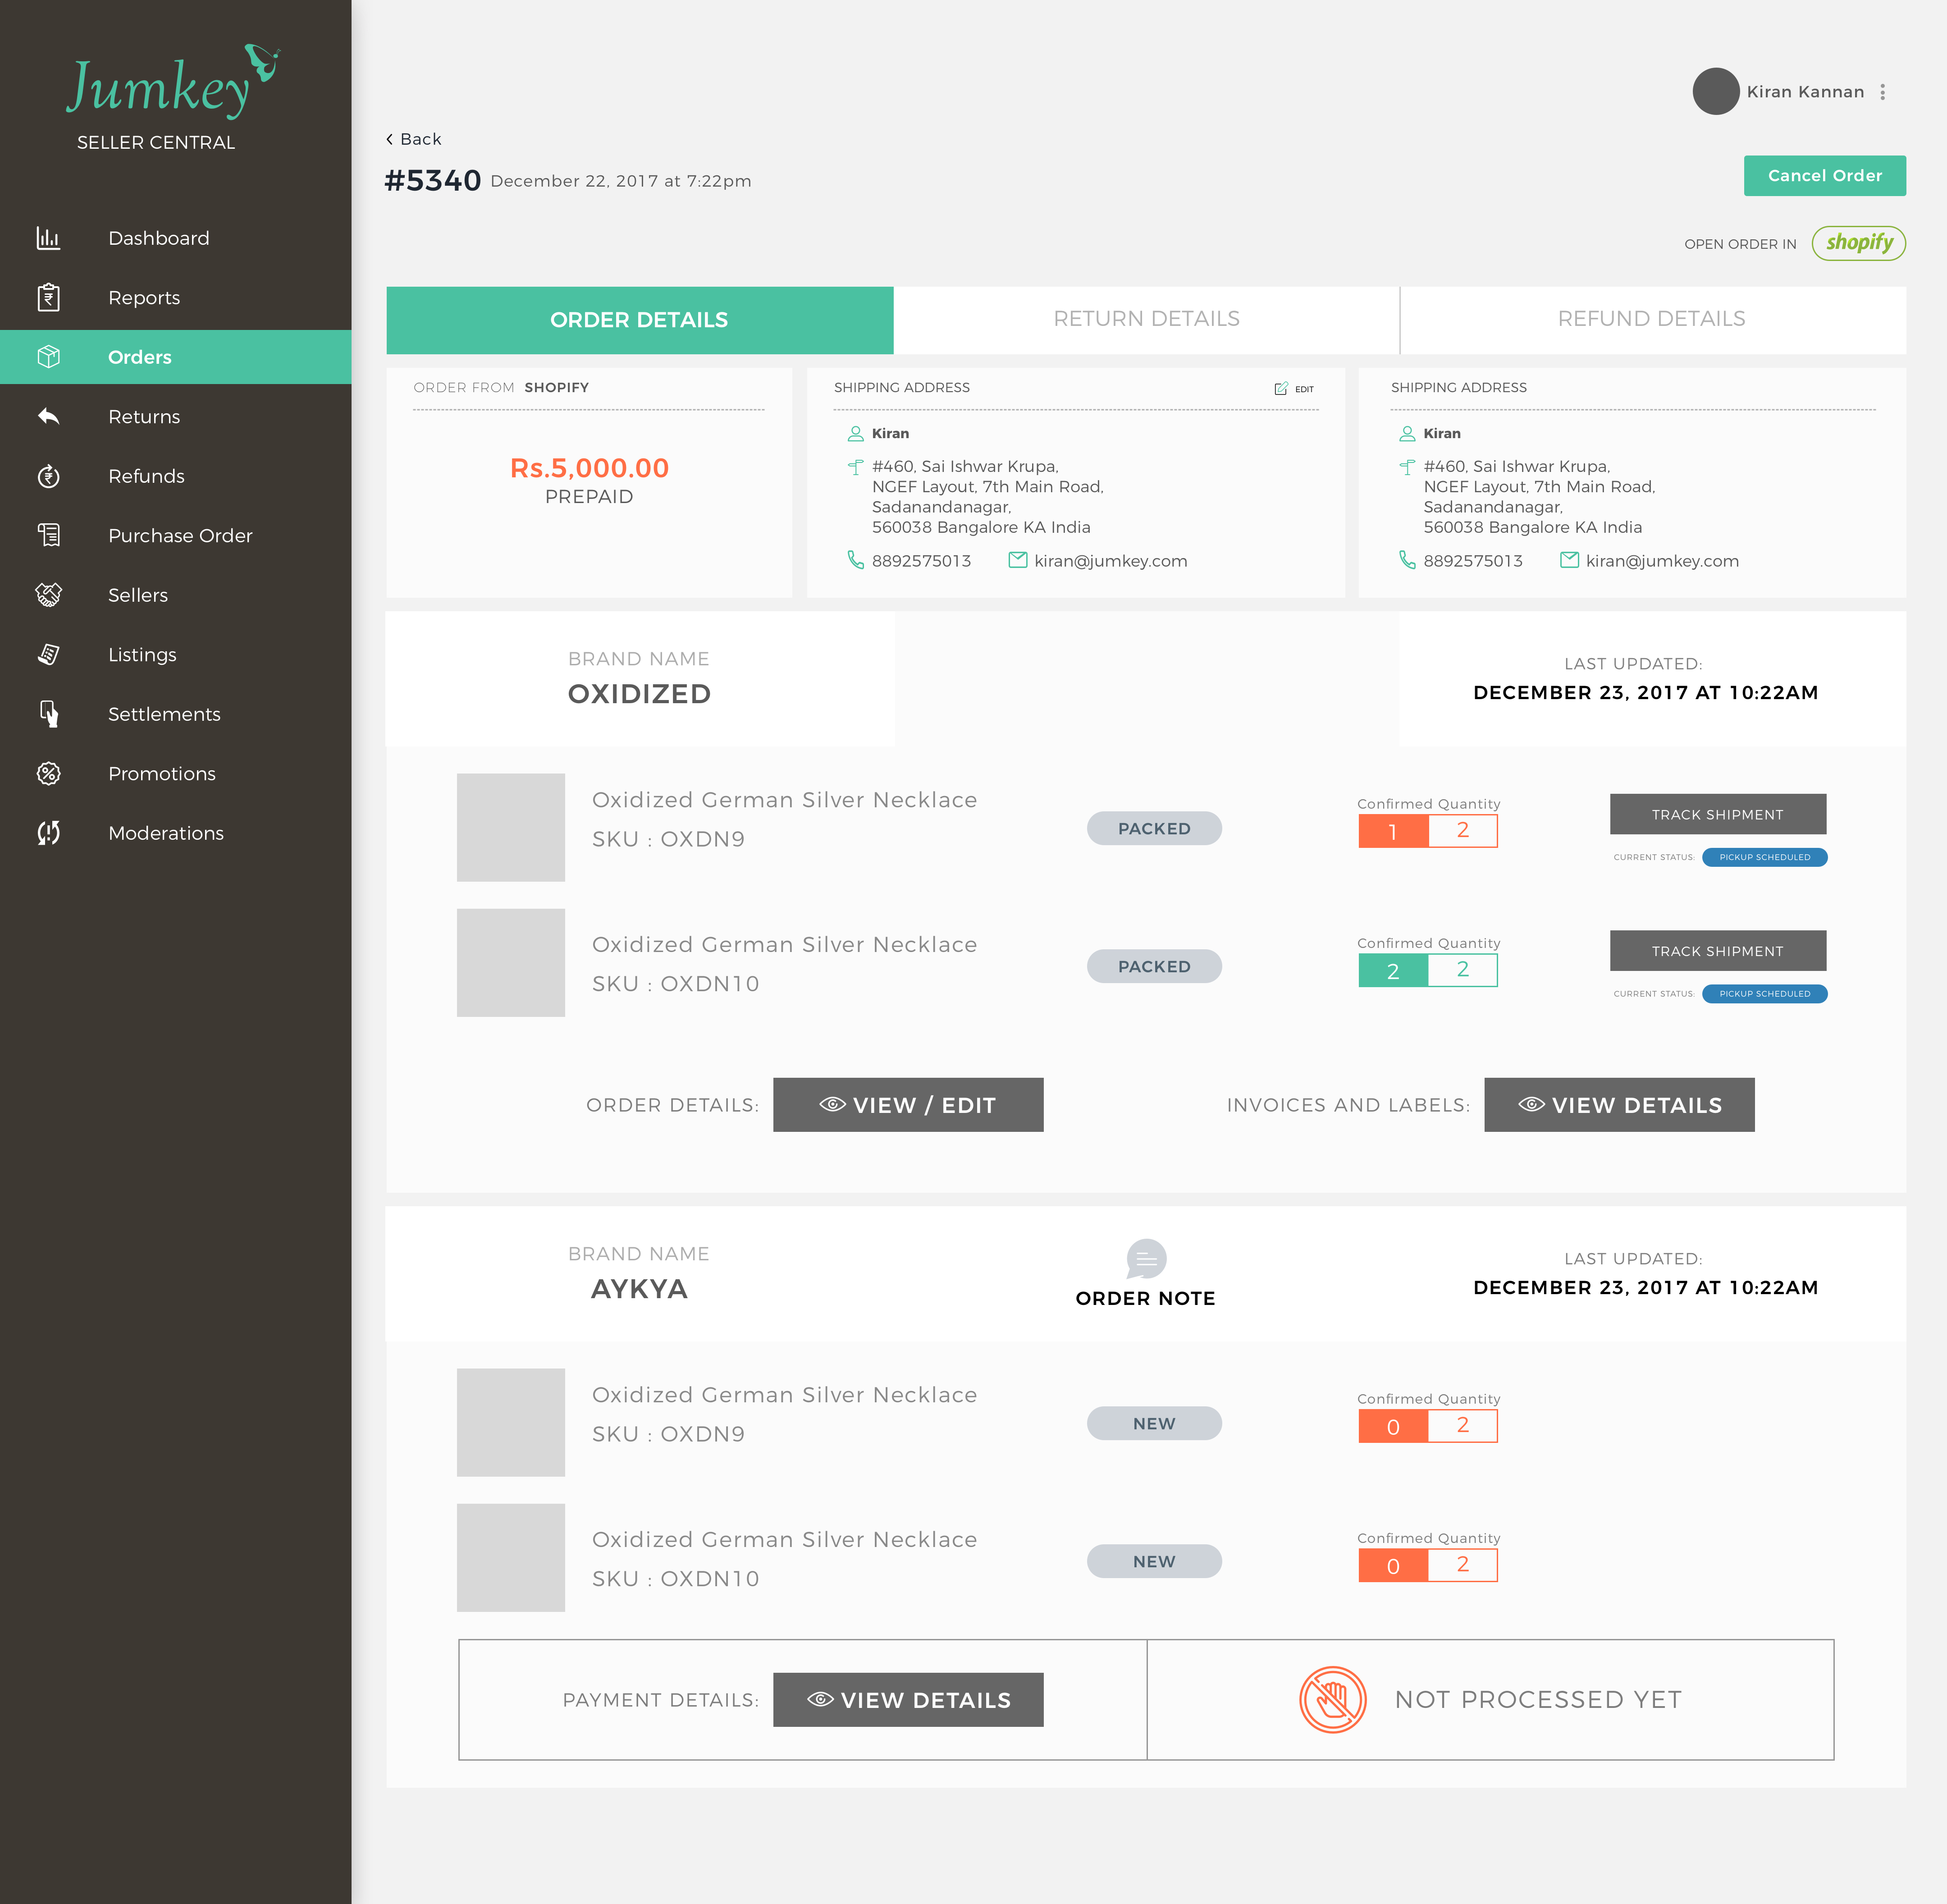 Jumkey
SELLER CENTRAL
Dashboard
Reports
Orders
Returns
Refunds
Purchase Order
Sellers
Listings
Settlements
Promotions
Moderations
Kiran Kannan
Back
#5340 December 22, 2017 at 7:22pm
Cancel Order
OPEN ORDER IN shopify
ORDER DETAILS
RETURN DETAILS
REFUND DETAILS
ORDER FROM SHOPIFY
Rs.5,000.00
PREPAID
SHIPPING ADDRESS
EDIT
Kiran
#460, Sai Ishwar Krupa,
NGEF Layout, 7th Main Road,
Sadanandanagar,
560038 Bangalore KA India
8892575013 kiran@jumkey.com
SHIPPING ADDRESS
Kiran
#460, Sai Ishwar Krupa,
NGEF Layout, 7th Main Road,
Sadanandanagar,
560038 Bangalore KA India
8892575013 kiran@jumkey.com
BRAND NAME
OXIDIZED
LAST UPDATED:
DECEMBER 23, 2017 AT 10:22AM
Oxidized German Silver Necklace
SKU : OXDN9
PACKED
Confirmed Quantity
1 2
TRACK SHIPMENT
CURRENT STATUS: PICKUP SCHEDULED
Oxidized German Silver Necklace
SKU : OXDN10
PACKED
Confirmed Quantity
2 2
TRACK SHIPMENT
CURRENT STATUS: PICKUP SCHEDULED
ORDER DETAILS: VIEW / EDIT
INVOICES AND LABELS: VIEW DETAILS
BRAND NAME
AYKYA
ORDER NOTE
LAST UPDATED:
DECEMBER 23, 2017 AT 10:22AM
Oxidized German Silver Necklace
SKU : OXDN9
NEW
Confirmed Quantity
0 2
Oxidized German Silver Necklace
SKU : OXDN10
NEW
Confirmed Quantity
0 2
PAYMENT DETAILS: VIEW DETAILS
NOT PROCESSED YET